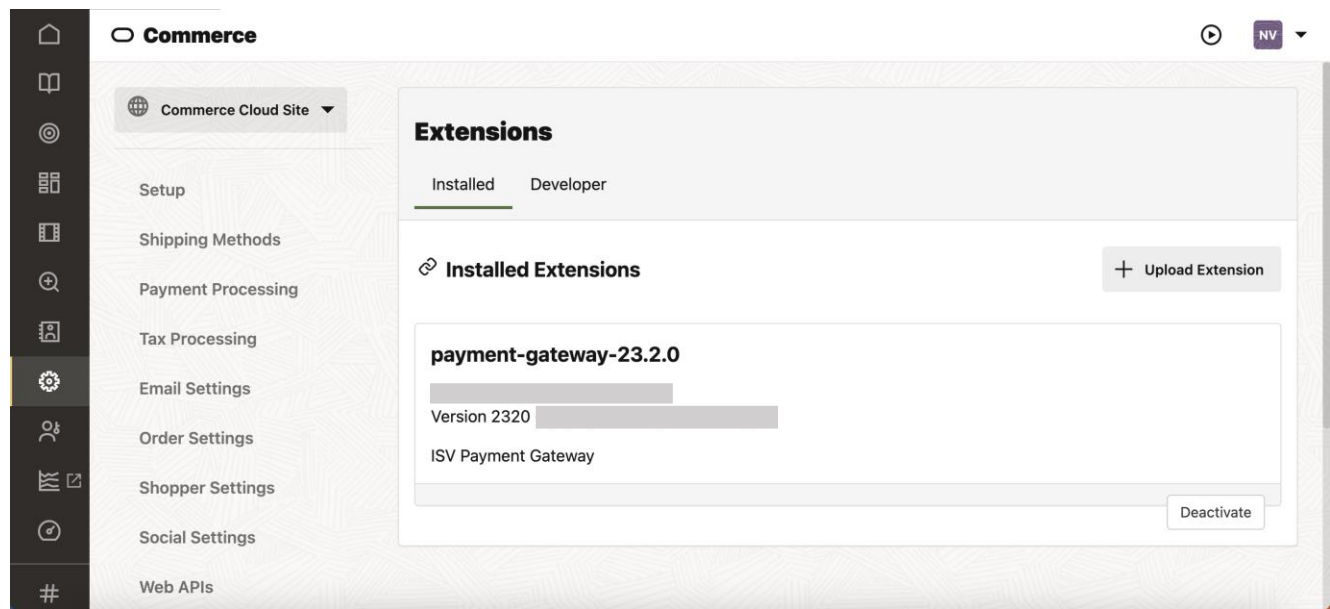 Commerce
NV
Commerce Cloud Site
Setup
Shipping Methods
Payment Processing
Tax Processing
Email Settings
Order Settings
Shopper Settings
Social Settings
Web APIs
#
Extensions
Installed Developer
Installed Extensions
+ Upload Extension
payment-gateway-23.2.0
Version 2320
ISV Payment Gateway
Deactivate